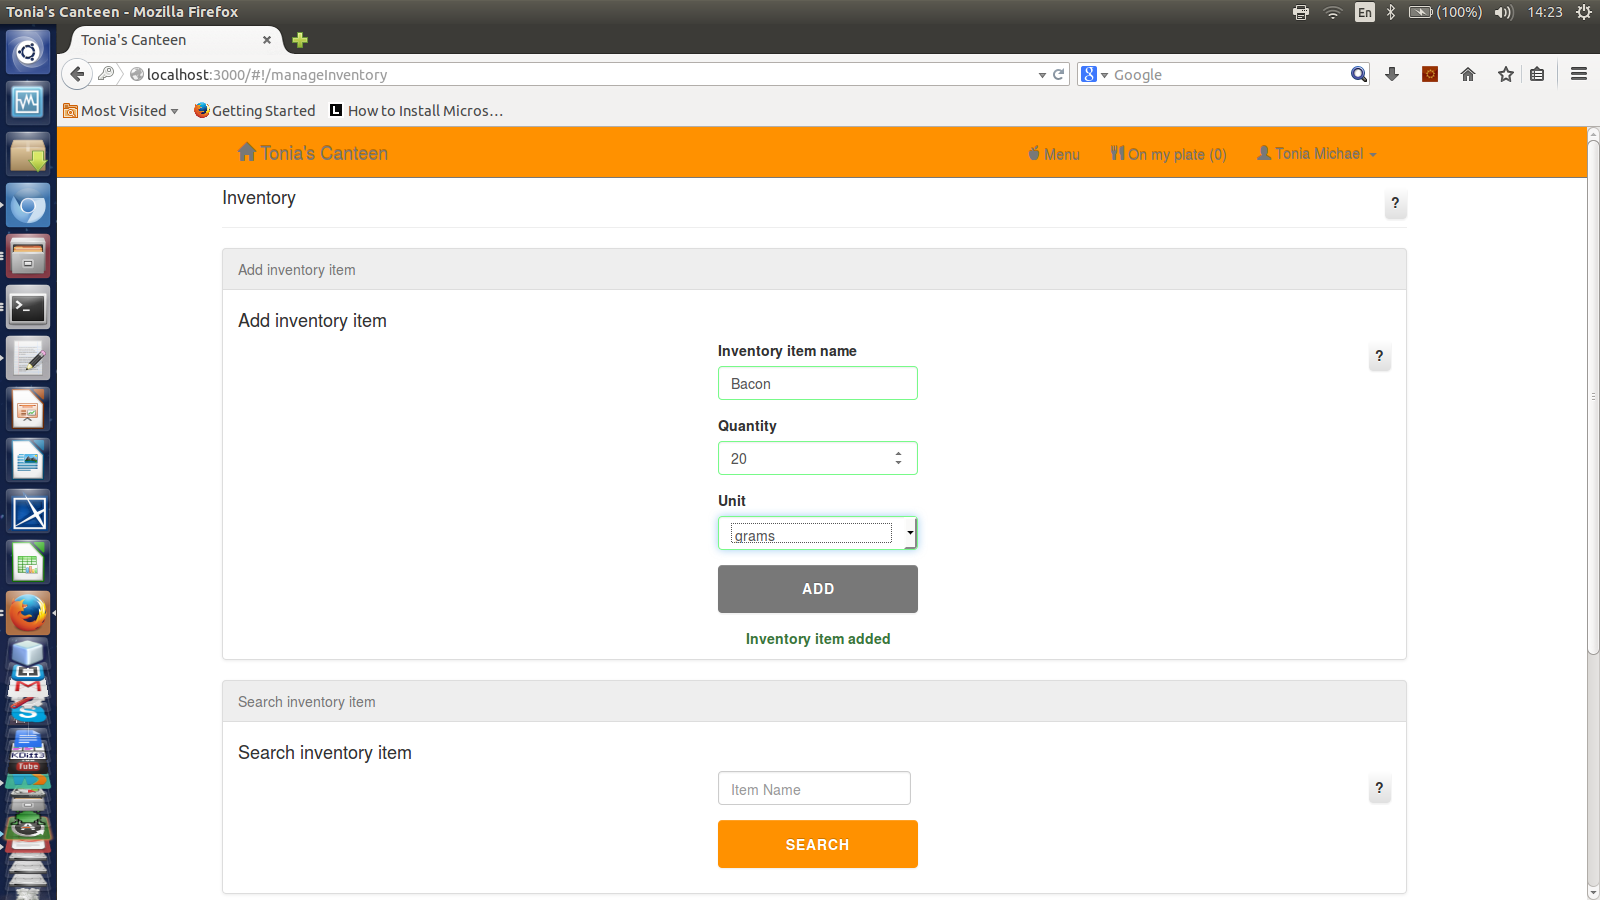 Tonia's Canteen - Mozilla Firefox
En
(100%)
14:23
Tonia's Canteen
localhost:3000/#!/manageInventory
8
Google
Most Visited
Getting Started
L
How to Install Micros...
Tonia's Canteen
Menu
On my plate (0)
Tonia Michael
Inventory
?
Add inventory item
Add inventory item
?
Inventory item name
Bacon
Quantity
20
Unit
grams
ADD
Inventory item added
Search inventory item
Search inventory item
?
Item Name
SEARCH
Tube